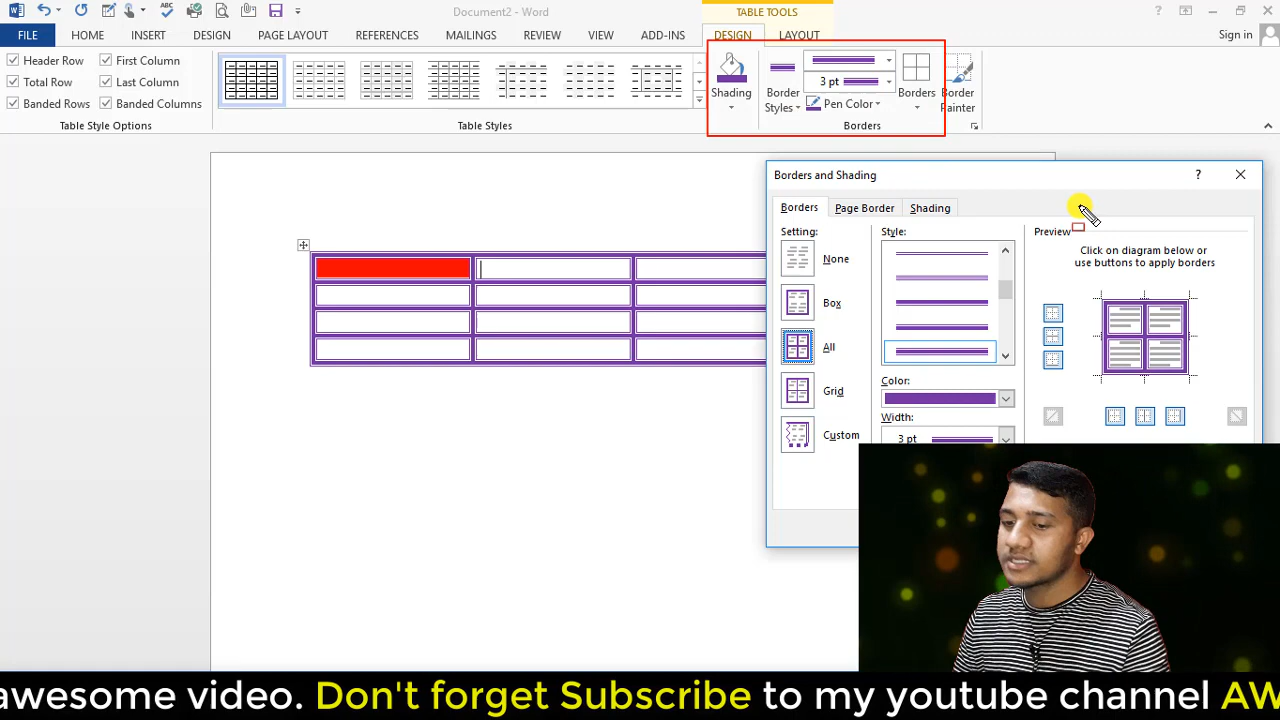 Document2 - Word
TABLE TOOLS
?
FILE
HOME
INSERT
DESIGN
PAGE LAYOUT
REFERENCES
MAILINGS
REVIEW
VIEW
ADD-INS
DESIGN
LAYOUT
Sign in
Header Row
First Column
Total Row
Last Column
Banded Rows
Banded Columns
Table Style Options
Table Styles
Shading
Border
Styles
3 pt
Pen Color
Borders
Border
Painter
Borders
Borders and Shading
?
Borders
Page Border
Shading
Setting:
None
Box
All
Grid
Custom
Style:
Color:
Width:
3 pt
Preview
Click on diagram below or
use buttons to apply borders
awesome video. Don't forget Subscribe to my youtube channel AW